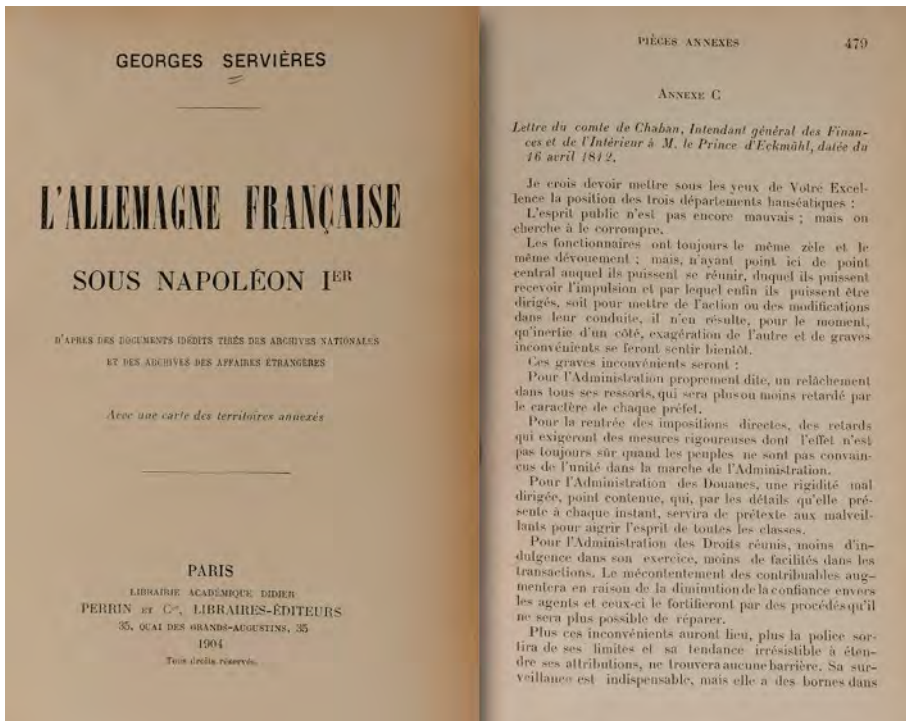 GEORGES SERVIÈRES
L'ALLEMAGNE FRANÇAISE
SOUS NAPOLÉON IER
D'APRES DES DOCUMENTS IDÉDITS TIRÉS DES ARCHIVES NATIONALES
ET DES ARCHIVES DES AFFAIRES ÉTRANGÈRES
Avec une carte des territoires annexés
PARIS
LIBRAIRIE ACADÉMIQUE DIDIER
PERRIN ET Cie, LIBRAIRES-ÉDITEURS
35, QUAI DES GRANDS-AUGUSTINS, 35
1904
Tous droits réservés.
PIÈCES ANNEXES 479
ANNEXE C
Lettre du comte de Chaban, Intendant général des Finan-
ces et de l'Intérieur à M. le Prince d'Eckmühl, datée du
16 avril 1812.
Je crois devoir mettre sous les yeux de Votre Excel-
lence la position des trois départements hanséatiques :
L'esprit public n'est pas encore mauvais ; mais on
cherche à le corrompre.
Les fonctionnaires ont toujours le même zèle et le
même dévouement ; mais, n'ayant point ici de point
central auquel ils puissent se réunir, duquel ils puissent
recevoir l'impulsion et par lequel enfin ils puissent être
dirigés, soit pour mettre de l'action ou des modifications
dans leur conduite, il n'en résulte, pour le moment,
qu'inertie d'un côté, exagération de l'autre et de graves
inconvénients se feront sentir bientôt.
Ces graves inconvénients seront :
Pour l'Administration proprement dite, un relâchement
dans tous ses ressorts, qui sera plus ou moins retardé par
le caractère de chaque préfet.
Pour la rentrée des impositions directes, des retards
qui exigeront des mesures rigoureuses dont l'effet n'est
pas toujours sûr quand les peuples ne sont pas convain-
cus de l'unité dans la marche de l'Administration.
Pour l'Administration des Douanes, une rigidité mal
dirigée, point contenue, qui, par les détails qu'elle pré-
sente à chaque instant, servira de prétexte aux malveil-
lants pour aigrir l'esprit de toutes les classes.
Pour l'Administration des Droits réunis, moins d'in-
dulgence dans son exercice, moins de facilités dans les
transactions. Le mécontentement des contribuables aug-
mentera en raison de la diminution de la confiance envers
les agents et ceux-ci le fortifieront par des procédés qu'il
ne sera plus possible de réparer.
Plus ces inconvénients auront lieu, plus la police sor-
tira de ses limites et sa tendance irrésistible à éten-
dre ses attributions, ne trouvera aucune barrière. Sa sur-
veillance est indispensable, mais elle a des bornes dans